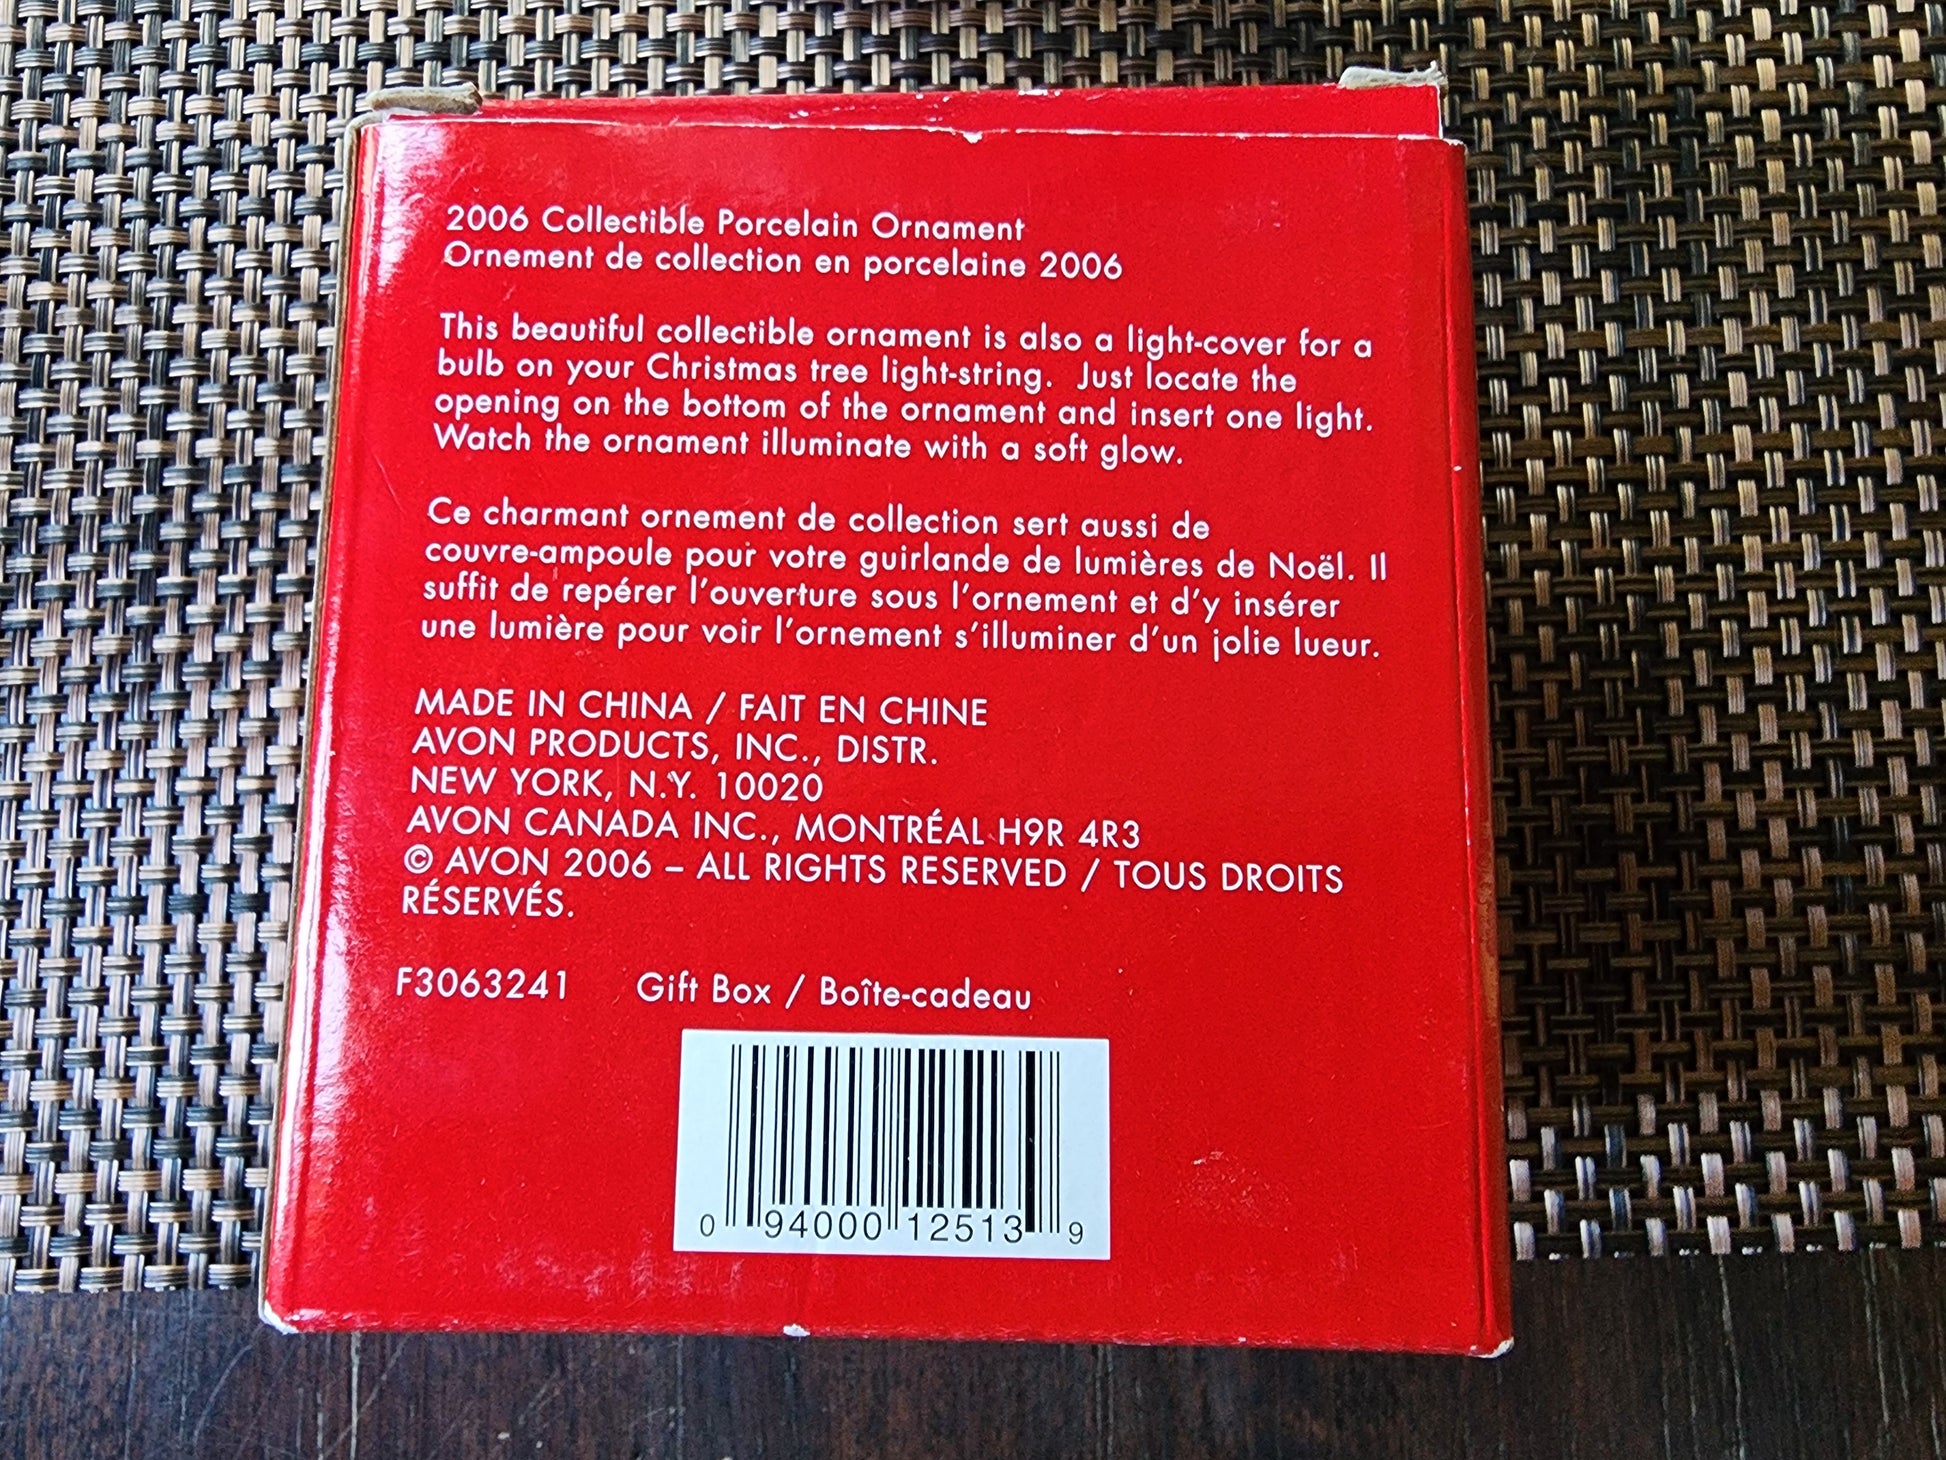 2006 Collectible Porcelain Ornament
Ornement de collection en porcelaine 2006
This beautiful collectible ornament is also a light-cover for a
bulb on your Christmas tree light-string. Just locate the
opening on the bottom of the ornament and insert one light.
Watch the ornament illuminate with a soft glow.
Ce charmant ornement de collection sert aussi de
couvre-ampoule pour votre guirlande de lumières de Noël. Il
suffit de repérer l'ouverture sous l'ornement et d'y insérer
une lumière pour voir l'ornement s'illuminer d'un jolie lueur.
MADE IN CHINA / FAIT EN CHINE
AVON PRODUCTS, INC., DISTR.
NEW YORK, N.Y. 10020
AVON CANADA INC., MONTRÉAL H9R 4R3
© AVON 2006 – ALL RIGHTS RESERVED / TOUS DROITS
RÉSERVÉS.
F3063241 Gift Box / Boîte-cadeau
0 94000 12513 9